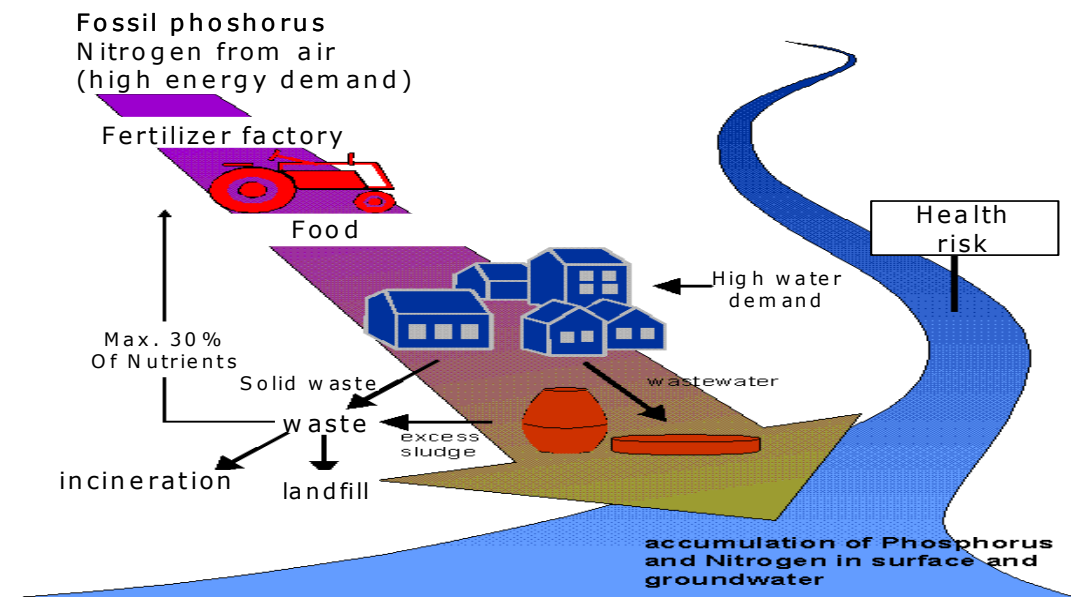 Fossil phoshorus
Nitrogen from air
(high energy demand)
Fertilizer factory
Food
Health
risk
High water
demand
Max. 30%
Of Nutrients
Solid waste
wastewater
waste
excess
sludge
incineration
landfill
accumulation of Phosphorus
and Nitrogen in surface and
groundwater